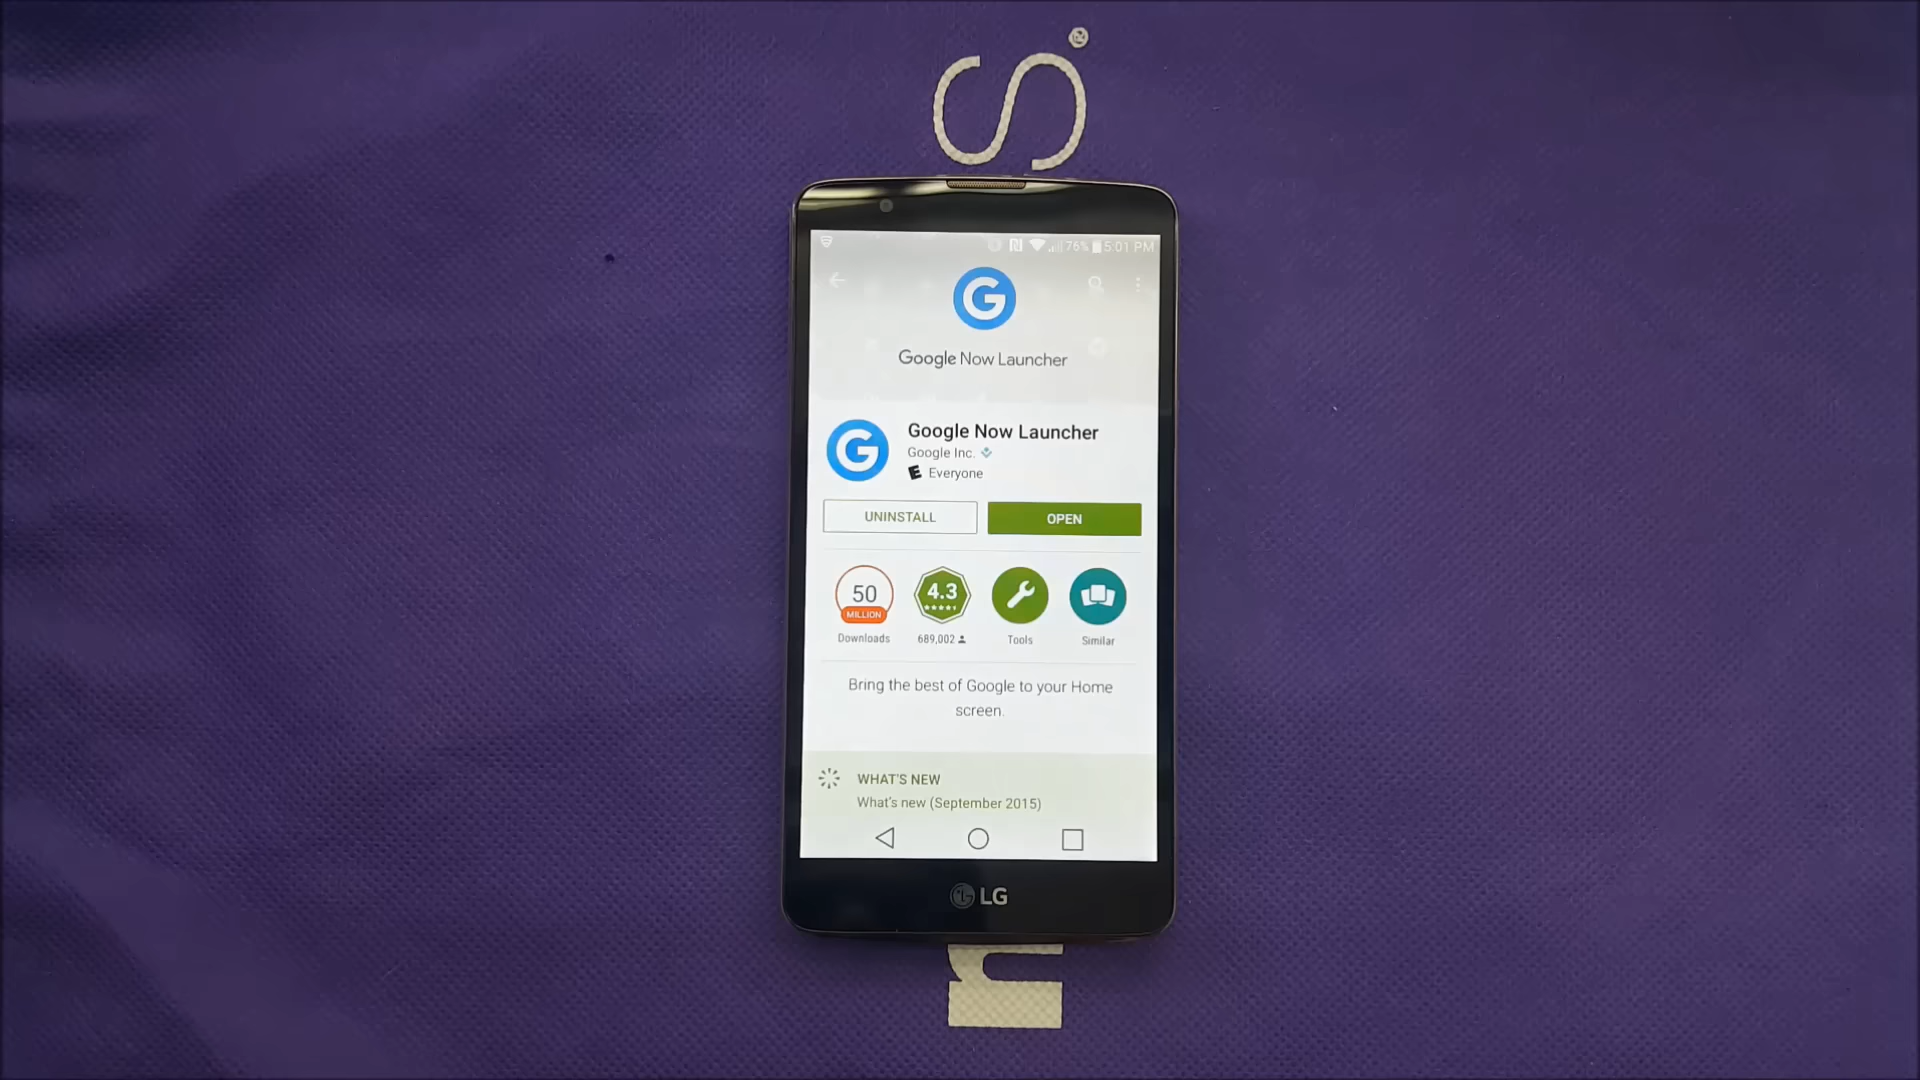 S
76% 5:01 PM
Google Now Launcher
Google Now Launcher
Google Inc.
Everyone
UNINSTALL
OPEN
50
MILLION
4.3
Downloads
689,002
Tools
Similar
Bring the best of Google to your Home
screen.
WHAT'S NEW
What's new (September 2015)
LG